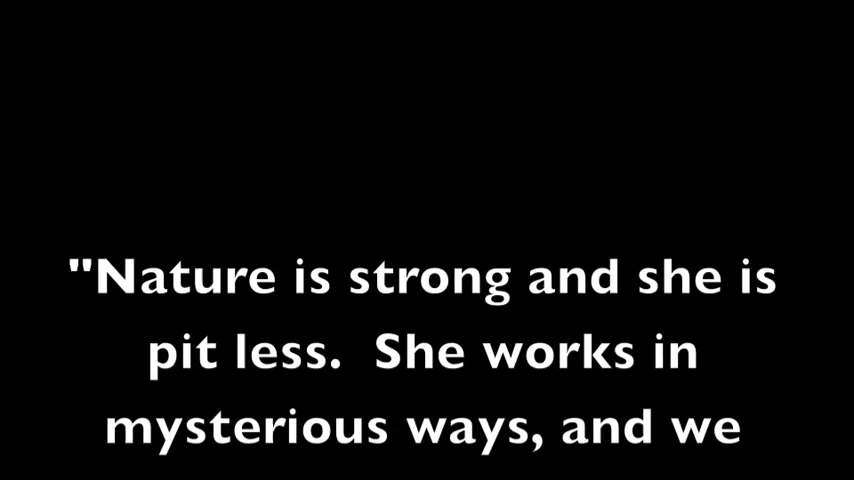 "Nature is strong and she is
pit less.  She works in
mysterious ways, and we